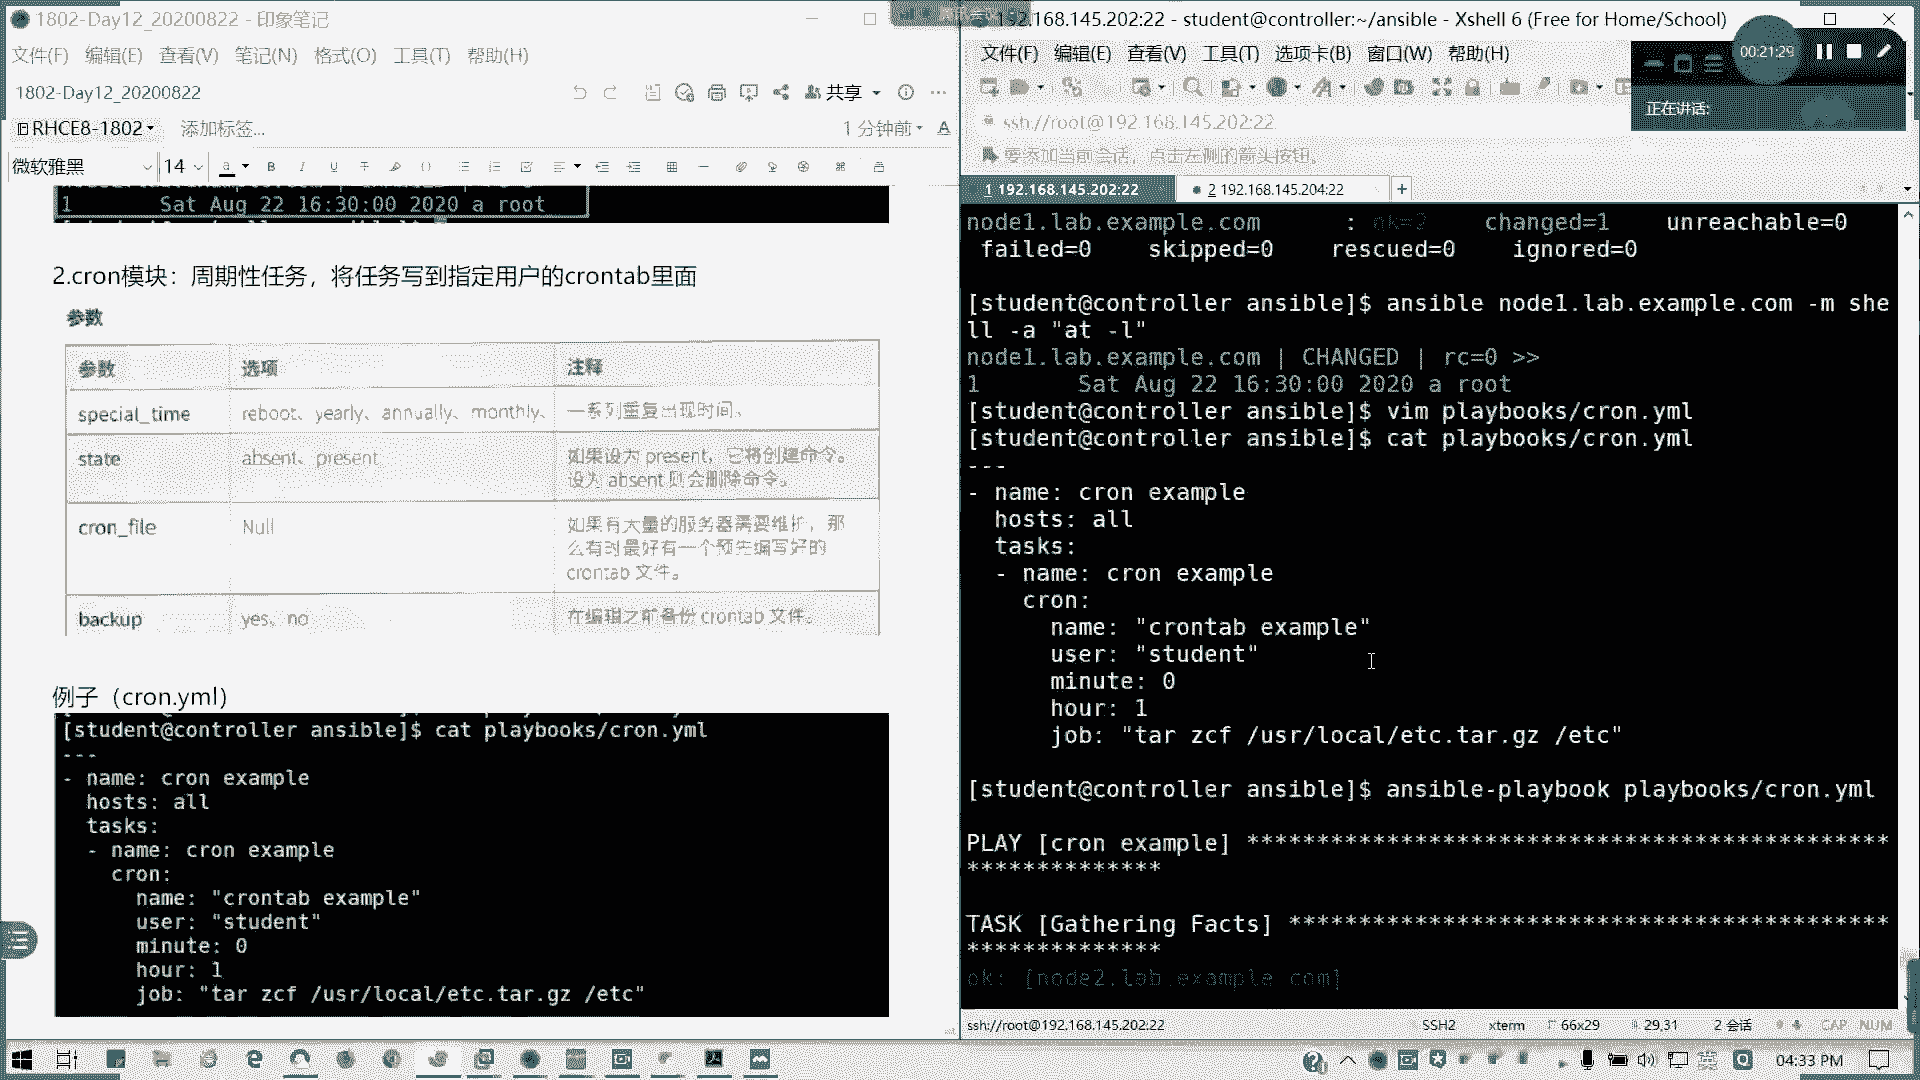 1802-Day12_20200822 - 印象笔记
文件(F) 编辑(E) 查看(V) 笔记(N) 格式(O) 工具(T) 帮助(H)
1802-Day12_20200822
共享
RHCE8-1802 添加标签... 1 分钟前
微软雅黑 14
1 Sat Aug 22 16:30:00 2020 a root
2.cron模块：周期性任务，将任务写到指定用户的crontab里面
参数
参数 选项 注释
special_time reboot、yearly、annually、monthly、 一系列重复出现时间。
state absent、present 如果设为 present，它将创建命令。
设为 absent 则会删除命令。
cron_file Null 如果有大量的服务器需要维护，那
么有时最好有一个预先编写好的
crontab 文件。
backup yes、no 在编辑之前备份 crontab 文件。
例子（cron.yml）
[student@controller ansible]$ cat playbooks/cron.yml
---
- name: cron example
hosts: all
tasks:
- name: cron example
cron:
name: "crontab example"
user: "student"
minute: 0
hour: 1
job: "tar zcf /usr/local/etc.tar.gz /etc"
192.168.145.202:22 - student@controller:~/ansible - Xshell 6 (Free for Home/School)
文件(F) 编辑(E) 查看(V) 工具(T) 选项卡(B) 窗口(W) 帮助(H)
00:21:29
正在讲话:
ssh://root@192.168.145.202:22
要添加当前会话，点击左侧的箭头按钮。
1 192.168.145.202:22 2 192.168.145.204:22 +
node1.lab.example.com : ok=2 changed=1 unreachable=0
failed=0 skipped=0 rescued=0 ignored=0
[student@controller ansible]$ ansible node1.lab.example.com -m she
ll -a "at -l"
node1.lab.example.com | CHANGED | rc=0 >>
1 Sat Aug 22 16:30:00 2020 a root
[student@controller ansible]$ vim playbooks/cron.yml
[student@controller ansible]$ cat playbooks/cron.yml
---
- name: cron example
hosts: all
tasks:
- name: cron example
cron:
name: "crontab example"
user: "student"
minute: 0
hour: 1
job: "tar zcf /usr/local/etc.tar.gz /etc"
[student@controller ansible]$ ansible-playbook playbooks/cron.yml
PLAY [cron example] ***********************************************
**************
TASK [Gathering Facts] ********************************************
**************
ok: [node2.lab.example.com]
ssh://root@192.168.145.202:22 SSH2 xterm 66x29 29,31 2 会话 CAP NUM
英 04:33 PM